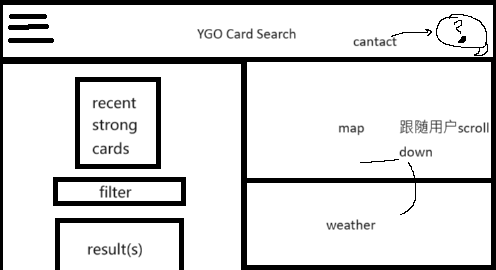 YGO Card Search
cantact
recent
strong
cards
filter
result(s)
map
跟随用户scroll
down
weather